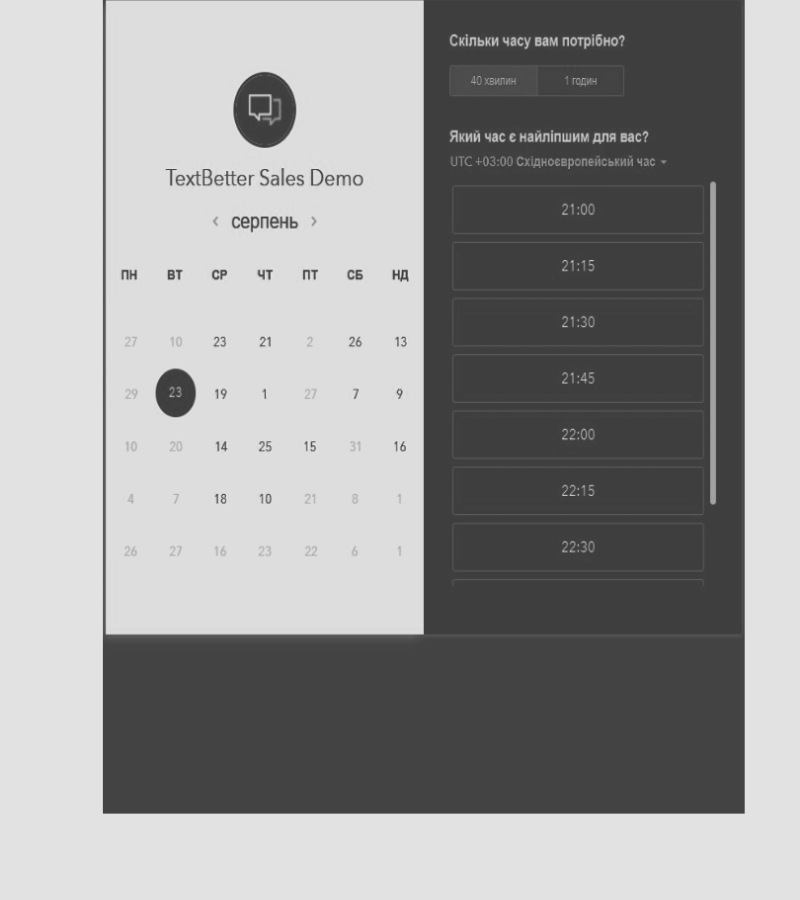 TextBetter Sales Demo
серпень
ПН ВТ СР ЧТ ПТ СБ НД
27 10 23 21 2 26 13
29 23 19 1 27 7 9
10 20 14 25 15 31 16
4 7 18 10 21 8 1
26 27 16 23 22 6 1
Скільки часу вам потрібно?
40 хвилин 1 годин
Який час є найліпшим для вас?
UTC +03:00 Східноєвропейський час
21:00
21:15
21:30
21:45
22:00
22:15
22:30